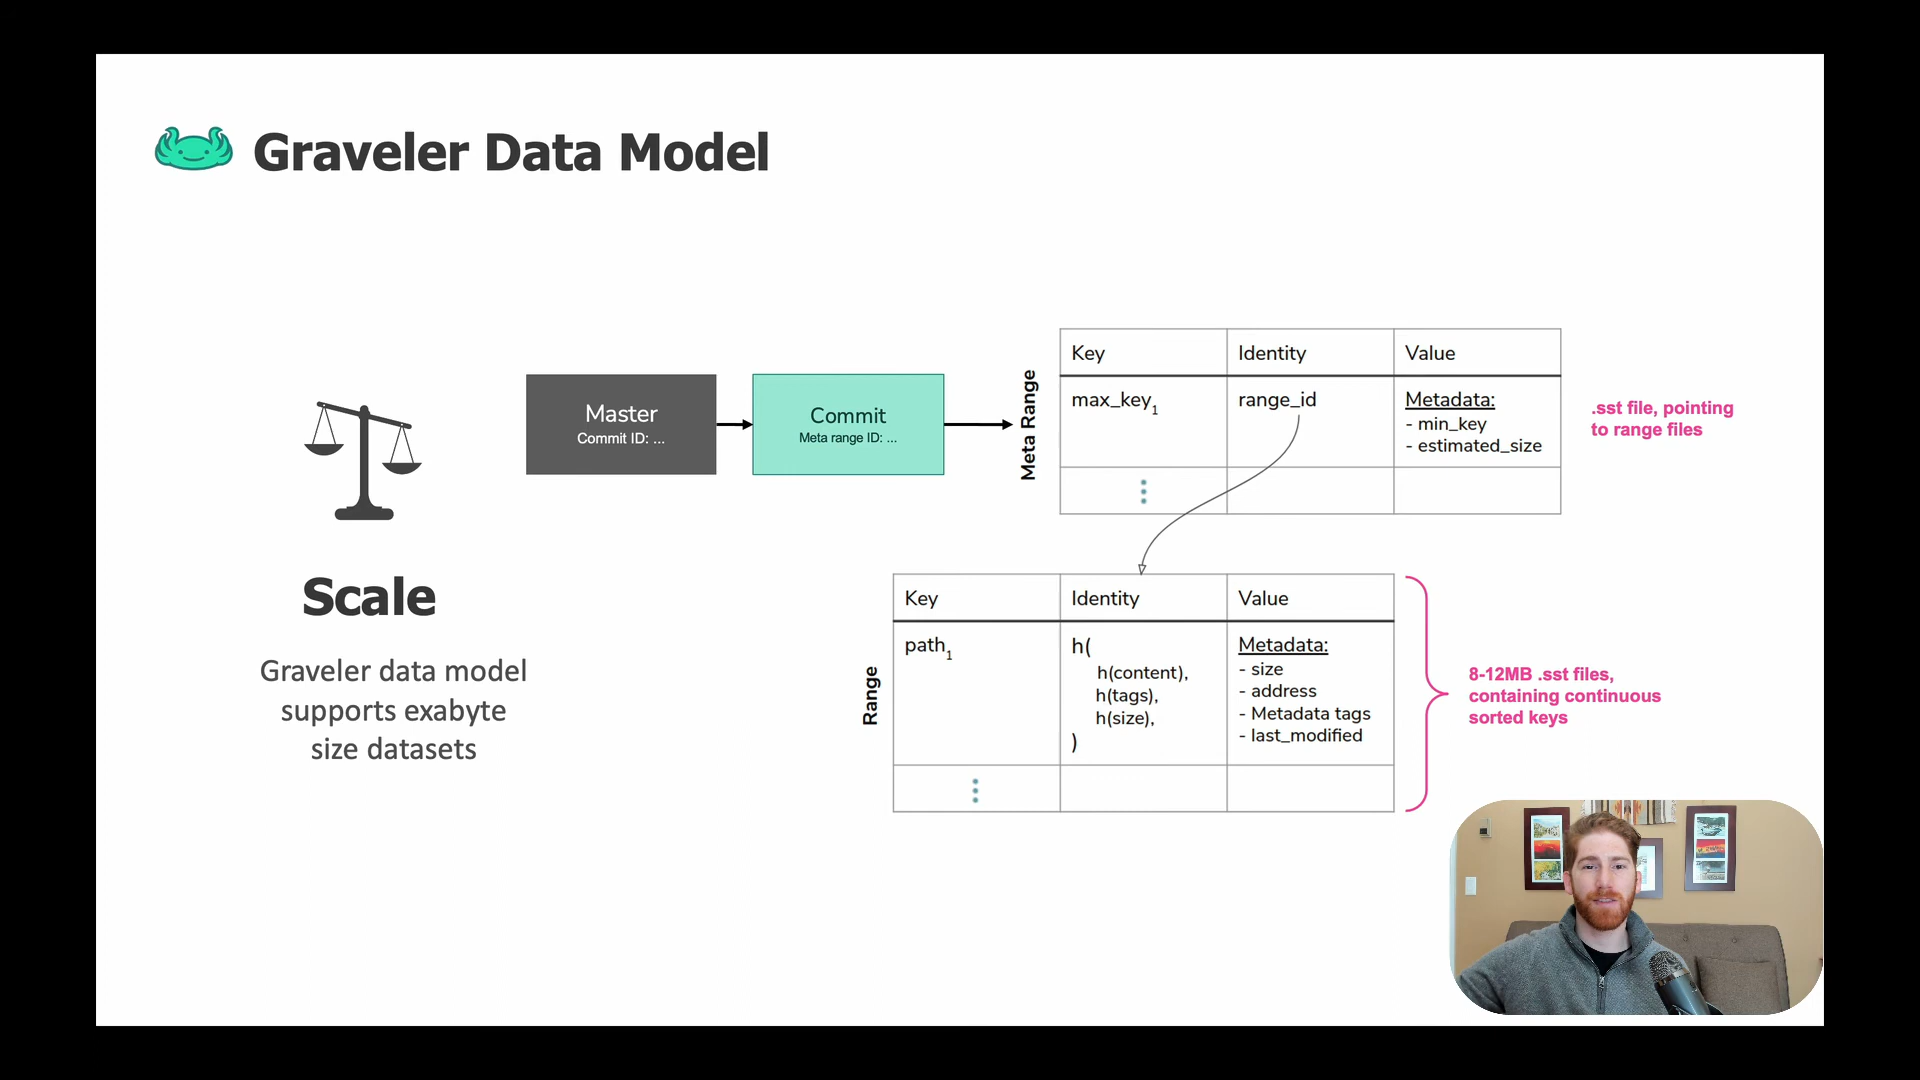 Graveler Data Model
Scale
Graveler data model
supports exabyte
size datasets
Master
Commit ID: ...
Commit
Meta range ID: ...
Meta Range
Key Identity Value
max_key1 range_id Metadata:
- min_key
- estimated_size
.sst file, pointing
to range files
Range
Key Identity Value
path1 h( Metadata:
h(content), - size
h(tags), - address
h(size), - Metadata tags
) - last_modified
8-12MB .sst files,
containing continuous
sorted keys